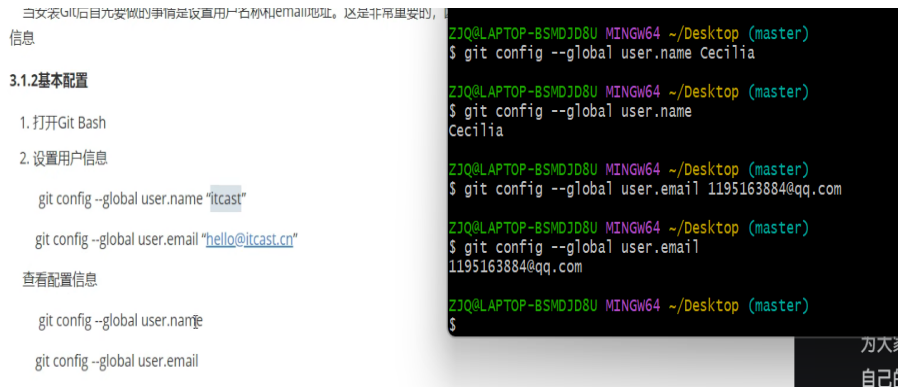 当安装Git后首先要做的事情是设置用户名称和email地址。这是非常重要的，
信息
3.1.2基本配置
1. 打开Git Bash
2. 设置用户信息
git config --global user.name “itcast”
git config --global user.email “hello@itcast.cn”
查看配置信息
git config --global user.name
git config --global user.email
ZJQ@LAPTOP-BSMDJD8U MINGW64 ~/Desktop (master)
$ git config --global user.name Cecilia
ZJQ@LAPTOP-BSMDJD8U MINGW64 ~/Desktop (master)
$ git config --global user.name
Cecilia
ZJQ@LAPTOP-BSMDJD8U MINGW64 ~/Desktop (master)
$ git config --global user.email 1195163884@qq.com
ZJQ@LAPTOP-BSMDJD8U MINGW64 ~/Desktop (master)
$ git config --global user.email
1195163884@qq.com
ZJQ@LAPTOP-BSMDJD8U MINGW64 ~/Desktop (master)
$
为大家
自己的